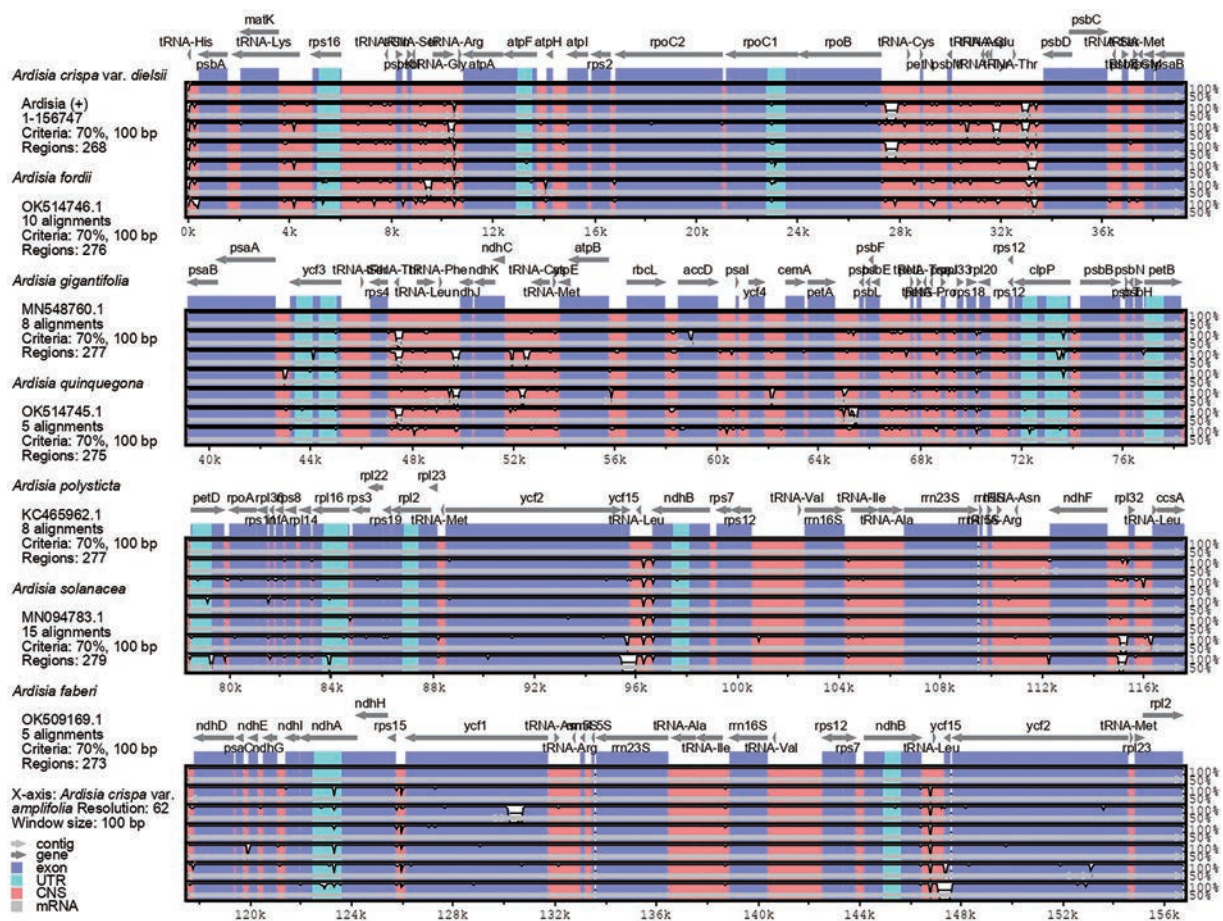 matK
psbC
tRNA-His
tRNA-Lys
rps16
tRNA-Arg
atpF
atpH
atpI
rpoC2
rpoC1
rpoB
tRNA-Cys
psbD
psbA
tRNA-Gly
atpA
rps2
petN
tRNA-Thr
psaB
Ardisia crispa var. dielsii
Ardisia (+)
1-156747
Criteria: 70%, 100 bp
Regions: 268
Ardisia fordii
OK514746.1
10 alignments
Criteria: 70%, 100 bp
Regions: 276
0k 4k 8k 12k 16k 20k 24k 28k 32k 36k
psaA
ndhC
atpB
psbF
rps12
psaB
ycf3
tRNA-Phe
ndhK
rbcL
accD
psaI
cemA
rpl20
clpP
psbB
psbN
petB
rps4
tRNA-Leu
ndhJ
tRNA-Met
ycf4
petA
psbL
rps18
rps12
psbH
Ardisia gigantifolia
MN548760.1
8 alignments
Criteria: 70%, 100 bp
Regions: 277
Ardisia quinquegona
OK514745.1
5 alignments
Criteria: 70%, 100 bp
Regions: 275
40k 44k 48k 52k 56k 60k 64k 68k 72k 76k
rpl22
rpl23
petD
rpoA
rpl36
rps8
rpl16
rps3
rpl2
ycf2
ycf15
ndhB
rps7
tRNA-Val
tRNA-Ile
rrn23S
tRNA-Asn
ndhF
rpl32
ccsA
rpl14
rps19
tRNA-Met
tRNA-Leu
rps12
rrn16S
tRNA-Ala
tRNA-Arg
tRNA-Leu
Ardisia polysticta
KC465962.1
8 alignments
Criteria: 70%, 100 bp
Regions: 277
Ardisia solanacea
MN094783.1
15 alignments
Criteria: 70%, 100 bp
Regions: 279
80k 84k 88k 92k 96k 100k 104k 108k 112k 116k
ndhH
rpl2
ndhD
ndhE
ndhI
ndhA
rps15
ycf1
tRNA-Ala
rrn16S
rps12
ndhB
ycf15
ycf2
tRNA-Met
psaC
ndhG
tRNA-Arg
rrn23S
tRNA-Ile
tRNA-Val
rps7
tRNA-Leu
rpl23
Ardisia faberi
OK509169.1
5 alignments
Criteria: 70%, 100 bp
Regions: 273
X-axis: Ardisia crispa var.
amplifolia Resolution: 62
Window size: 100 bp
contig
gene
exon
UTR
CNS
mRNA
120k 124k 128k 132k 136k 140k 144k 148k 152k 156k
100%
50%